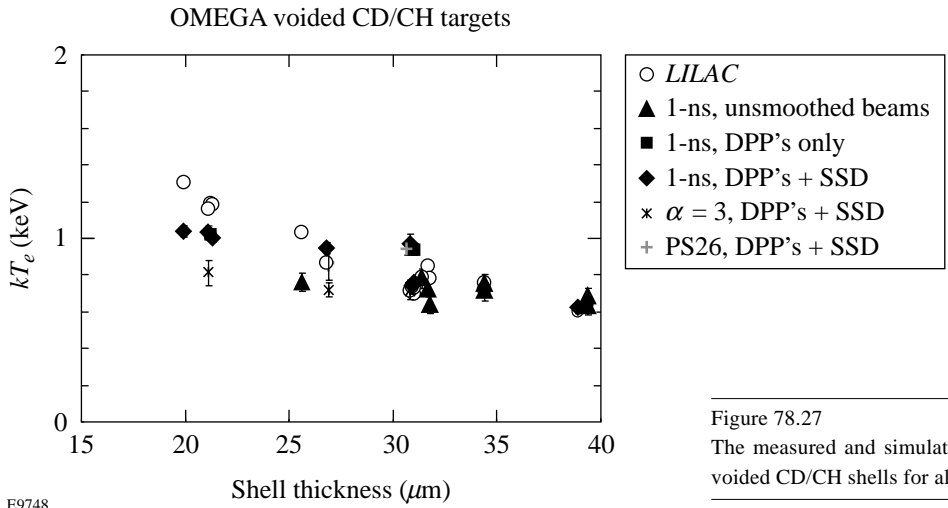 OMEGA voided CD/CH targets
2
1
0
kTe (keV)
15 20 25 30 35 40
Shell thickness (μm)
E9748
LILAC
1-ns, unsmoothed beams
1-ns, DPP's only
1-ns, DPP's + SSD
α = 3, DPP's + SSD
PS26, DPP's + SSD
Figure 78.27
The measured and simulat
voided CD/CH shells for al